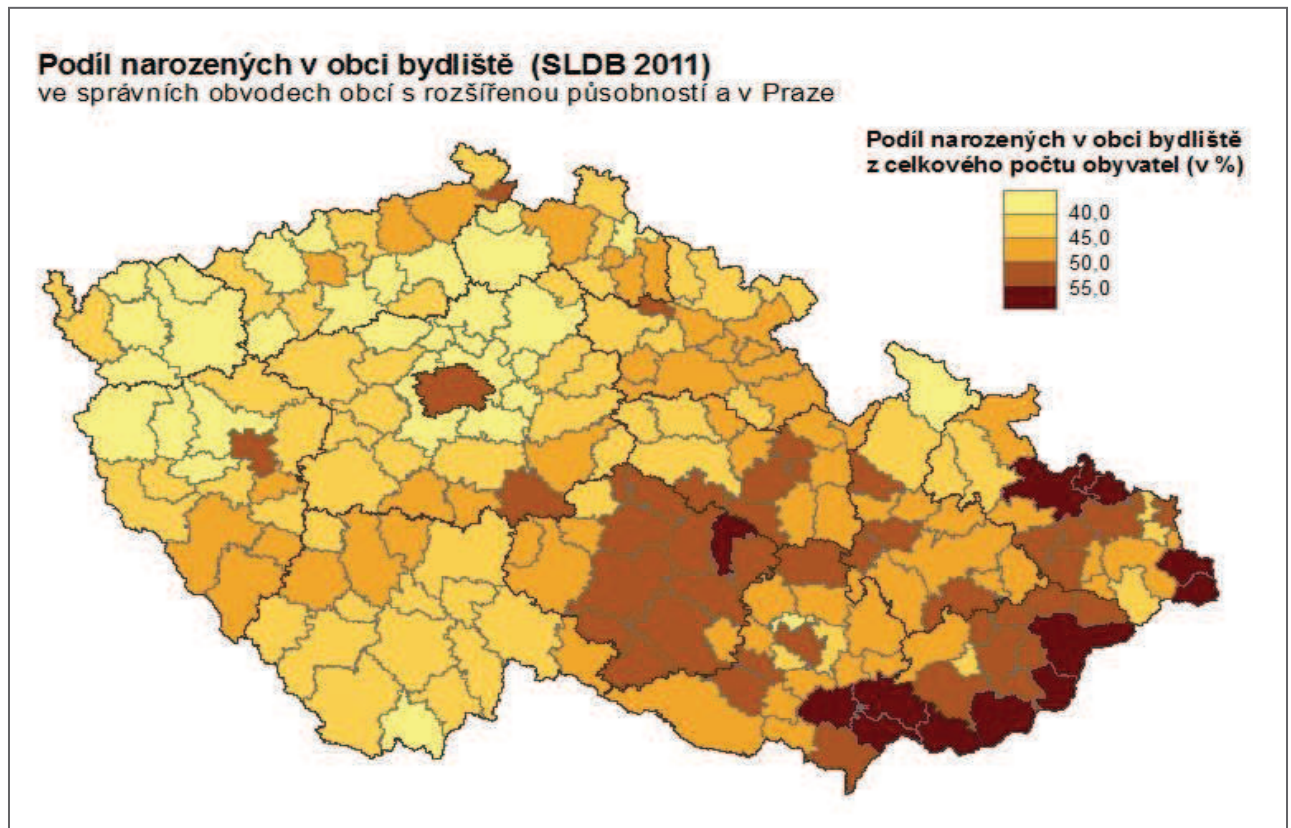 Podíl narozených v obci bydliště (SLDB 2011)
ve správních obvodech obcí s rozšířenou působností a v Praze
Podíl narozených v obci bydliště
z celkového počtu obyvatel (v %)
40,0
45,0
50,0
55,0